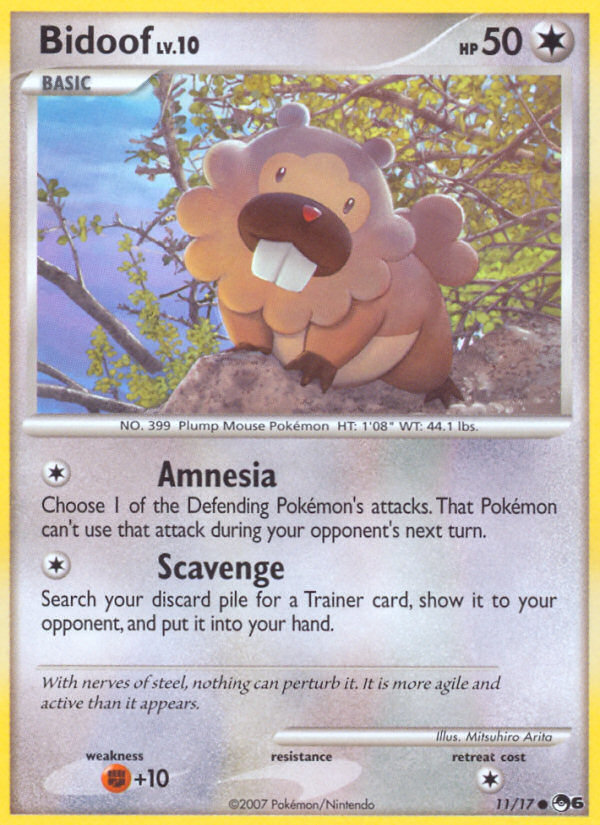 Bidoof LV.10 HP 50
BASIC
NO. 399 Plump Mouse Pokémon HT: 1'08" WT: 44.1 lbs.
Amnesia
Choose 1 of the Defending Pokémon's attacks. That Pokémon
can't use that attack during your opponent's next turn.
Scavenge
Search your discard pile for a Trainer card, show it to your
opponent, and put it into your hand.
With nerves of steel, nothing can perturb it. It is more agile and
active than it appears.
Illus. Mitsuhiro Arita
weakness resistance retreat cost
+10
©2007 Pokémon/Nintendo 11/17 ● 6